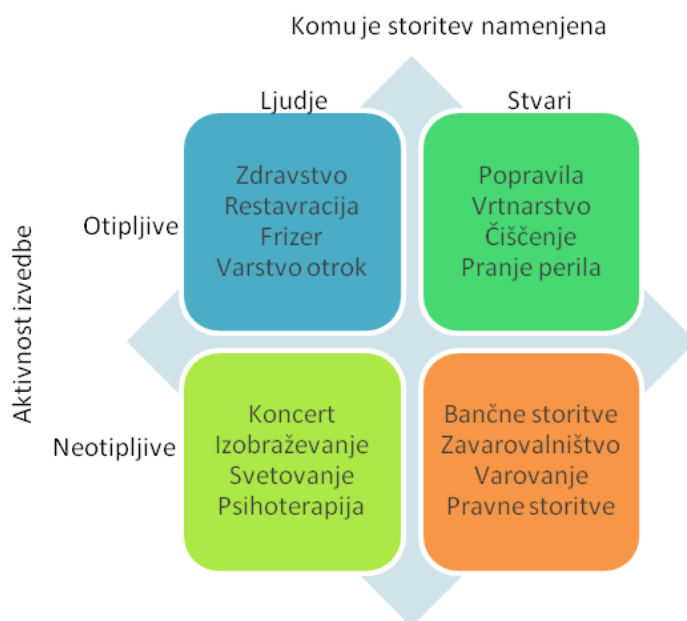 Komu je storitev namenjena
Ljudje
Stvari
Aktivnost izvedbe
Otipljive
Zdravstvo
Restavracija
Frizer
Varstvo otrok
Popravila
Vrtnarstvo
Čiščenje
Pranje perila
Neotipljive
Koncert
Izobraževanje
Svetovanje
Psihoterapija
Bančne storitve
Zavarovalništvo
Varovanje
Pravne storitve